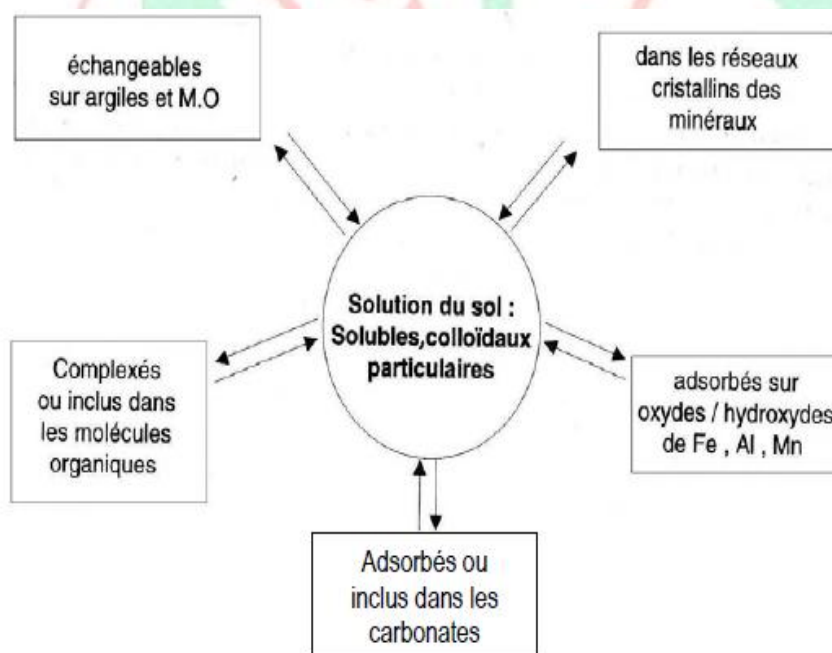 échangeables
sur argiles et M.O
dans les réseaux
cristallins des
minéraux
Solution du sol :
Solubles,colloïdaux
particulaires
Complexés
ou inclus dans
les molécules
organiques
adsorbés sur
oxydes / hydroxydes
de Fe , Al , Mn
Adsorbés ou
inclus dans les
carbonates